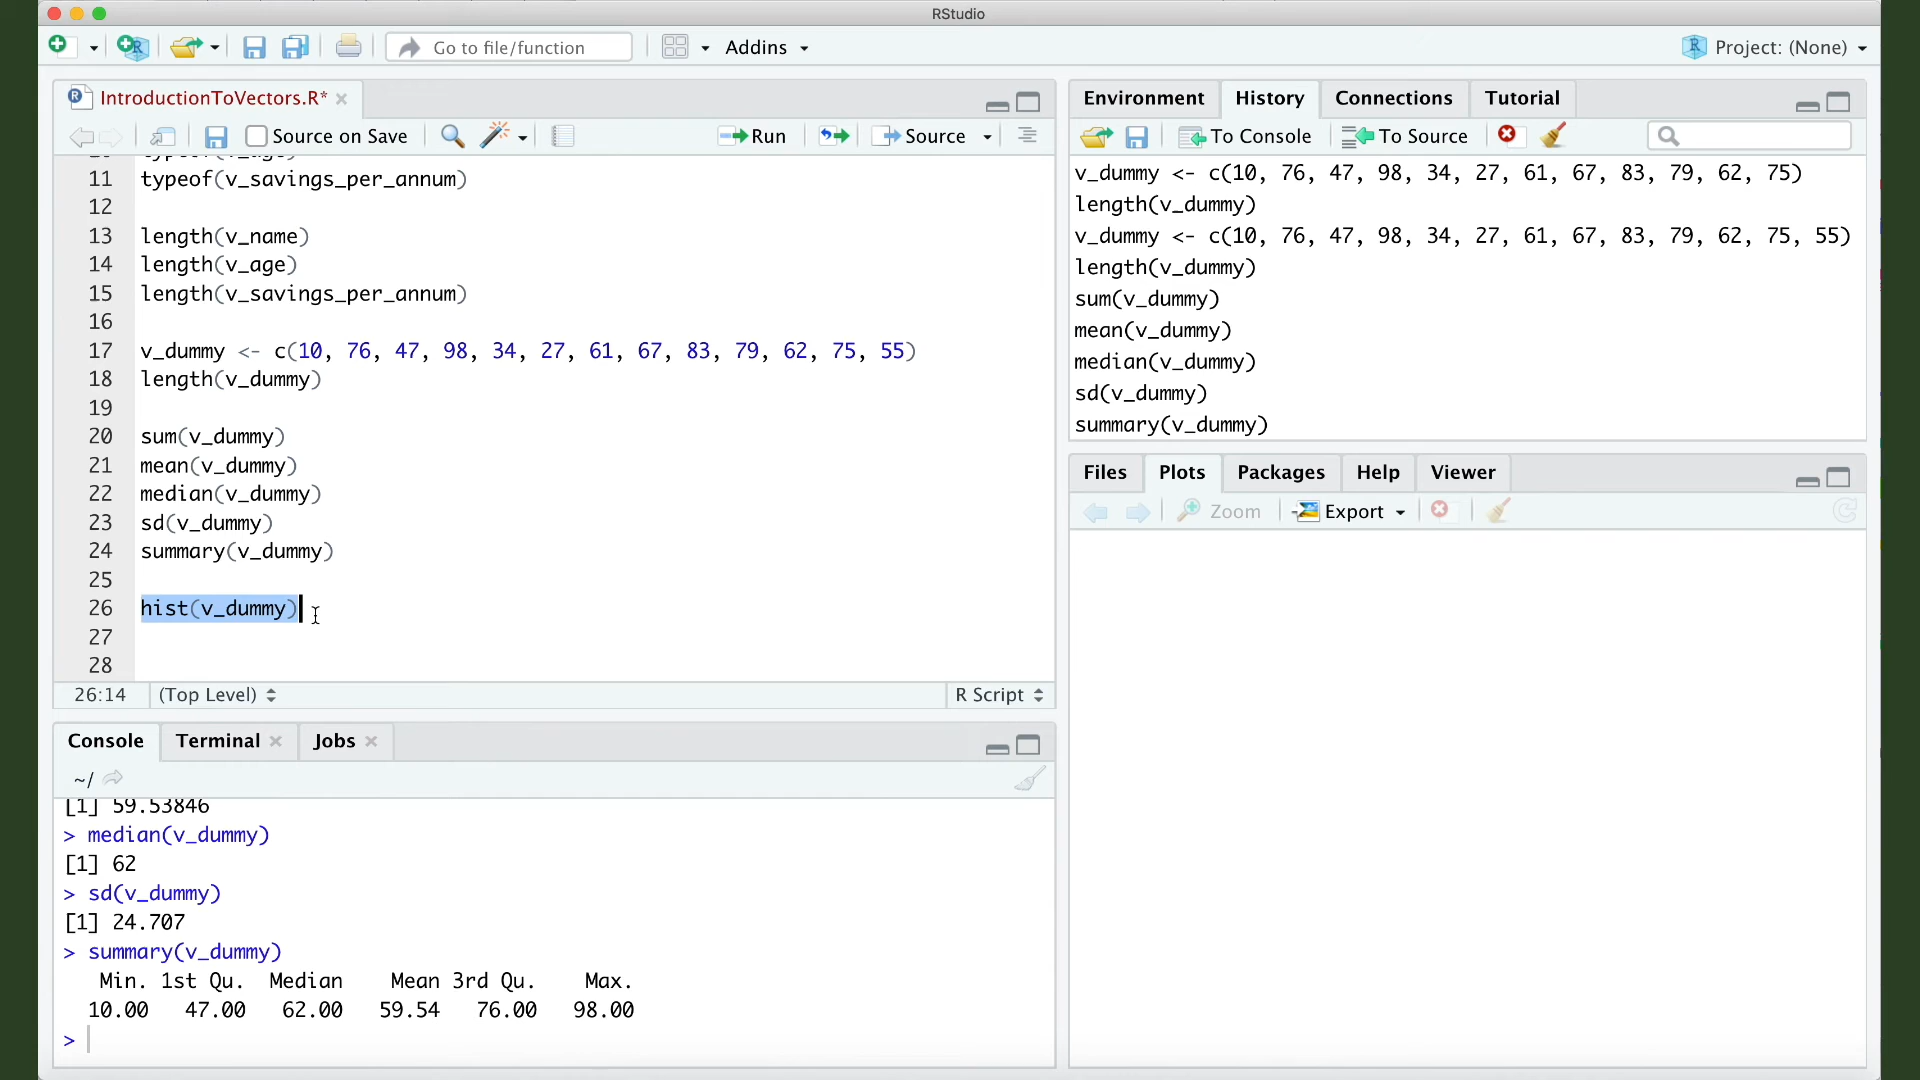 RStudio
Go to file/function
Addins
Project: (None)
IntroductionToVectors.R*
Source on Save
Run
Source
typeof(v_age)
11 typeof(v_savings_per_annum)
12
13 length(v_name)
14 length(v_age)
15 length(v_savings_per_annum)
16
17 v_dummy <- c(10, 76, 47, 98, 34, 27, 61, 67, 83, 79, 62, 75, 55)
18 length(v_dummy)
19
20 sum(v_dummy)
21 mean(v_dummy)
22 median(v_dummy)
23 sd(v_dummy)
24 summary(v_dummy)
25
26 hist(v_dummy)
27
28
26:14 (Top Level) R Script
Console Terminal Jobs
~/
[1] 59.53846
> median(v_dummy)
[1] 62
> sd(v_dummy)
[1] 24.707
> summary(v_dummy)
Min. 1st Qu. Median Mean 3rd Qu. Max.
10.00 47.00 62.00 59.54 76.00 98.00
>
Environment History Connections Tutorial
To Console To Source
v_dummy <- c(10, 76, 47, 98, 34, 27, 61, 67, 83, 79, 62, 75)
length(v_dummy)
v_dummy <- c(10, 76, 47, 98, 34, 27, 61, 67, 83, 79, 62, 75, 55)
length(v_dummy)
sum(v_dummy)
mean(v_dummy)
median(v_dummy)
sd(v_dummy)
summary(v_dummy)
Files Plots Packages Help Viewer
Zoom Export